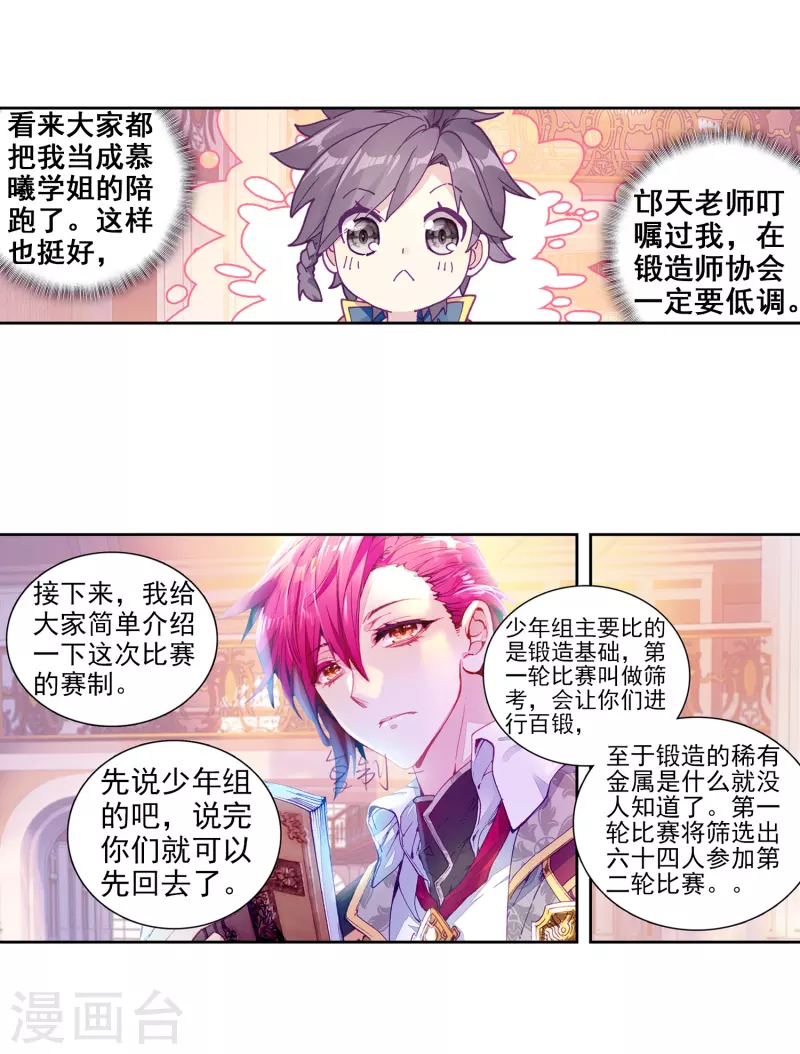 看来大家都
把我当成慕
曦学姐的陪
跑了。这样
也挺好，
邙天老师叮
嘱过我，在
锻造师协会
一定要低调。
接下来，我给
大家简单介绍
一下这次比赛
的赛制。
先说少年组
的吧，说完
你们就可以
先回去了。
少年组主要比的
是锻造基础，第
一轮比赛叫做筛
考，会让你们进
行百锻，
至于锻造的稀有
金属是什么就没
人知道了。第一
轮比赛将筛选出
六十四人参加第
二轮比赛。。
漫画台